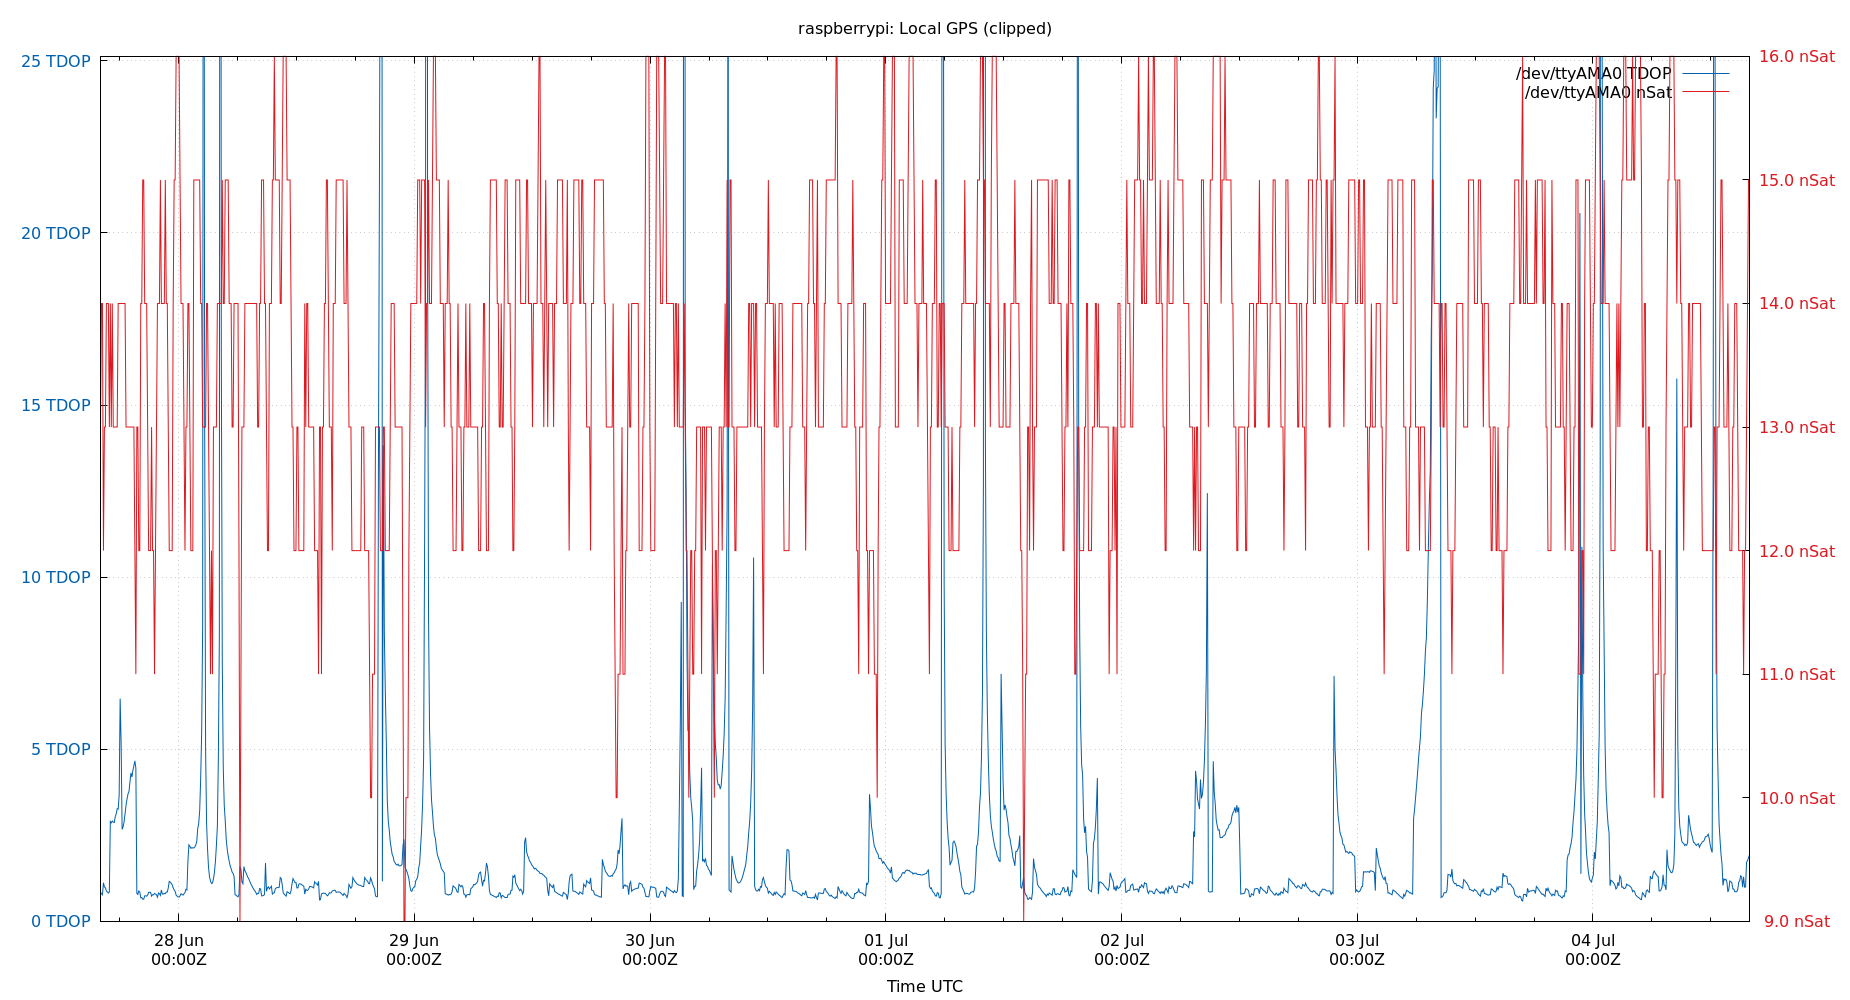 raspberrypi: Local GPS (clipped)
25 TDOP
20 TDOP
15 TDOP
10 TDOP
5 TDOP
0 TDOP
16.0 nSat
15.0 nSat
14.0 nSat
13.0 nSat
12.0 nSat
11.0 nSat
10.0 nSat
9.0 nSat
/dev/ttyAMA0 TDOP
/dev/ttyAMA0 nSat
28 Jun
00:00Z
29 Jun
00:00Z
30 Jun
00:00Z
01 Jul
00:00Z
02 Jul
00:00Z
03 Jul
00:00Z
04 Jul
00:00Z
Time UTC